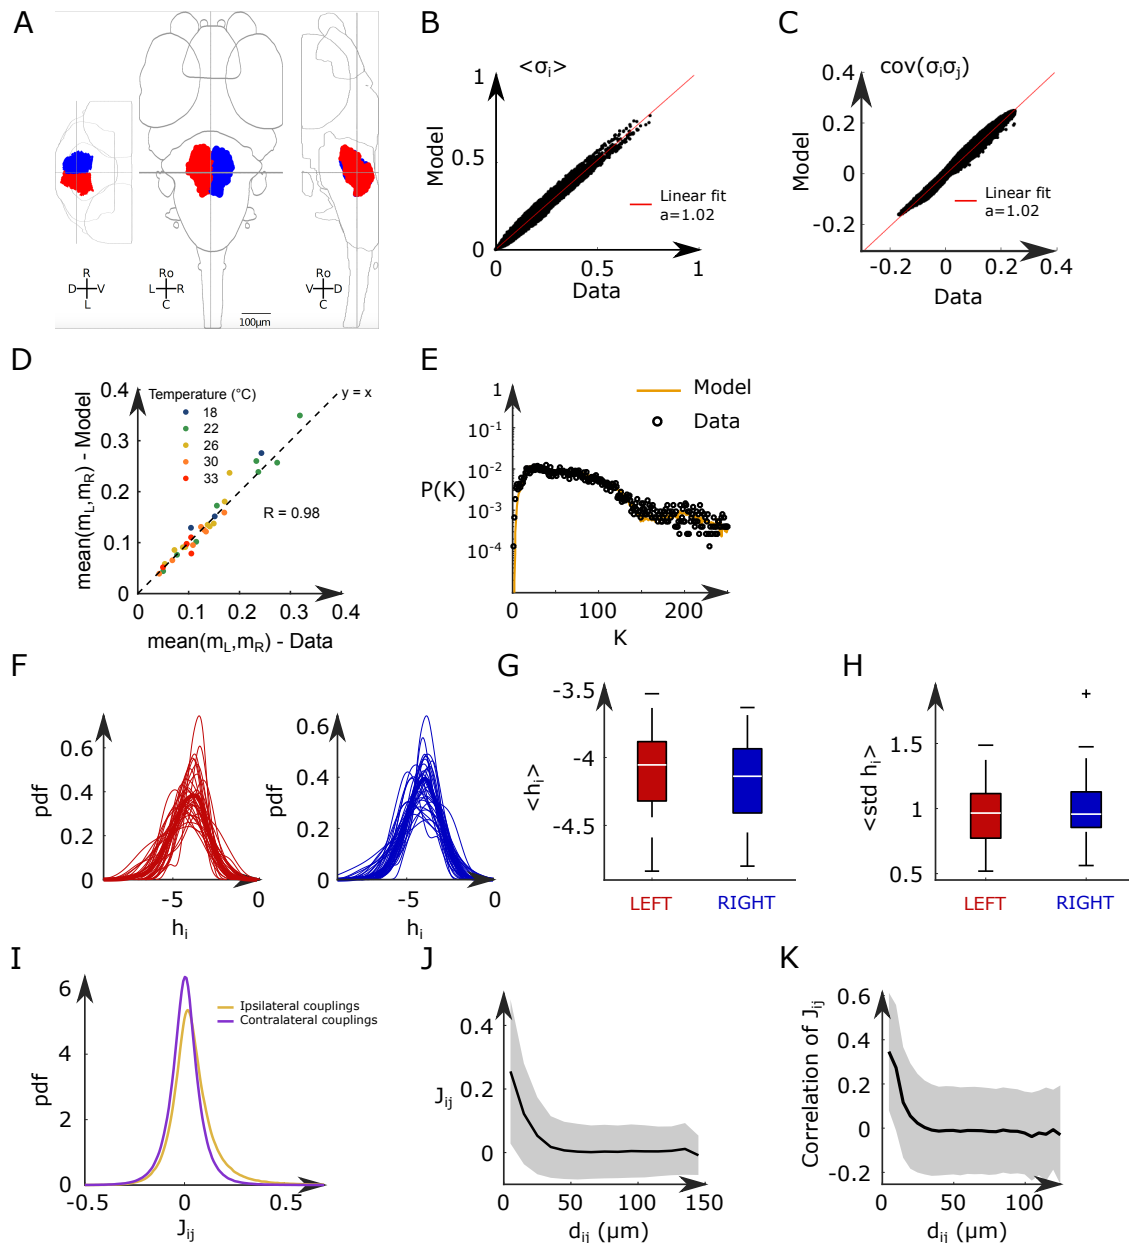 A
R
D V
L
Ro
L R
C
Ro
V D
C
100µm
B
<σi>
1
0.5
0
Model
Linear fit
a=1.02
0 0.5 1
Data
C
cov(σiσj)
0.4
0.2
0
-0.2
Model
Linear fit
a=1.02
-0.2 0 0.2 0.4
Data
D
0.4
0.3
0.2
0.1
0
mean(mL,mR) - Model
Temperature (°C)
18
22
26
30
33
y = x
R = 0.98
0 0.1 0.2 0.3 0.4
mean(mL,mR) - Data
E
Model
Data
1
10-1
10-2
P(K)
10-3
10-4
0 100 200
K
F
pdf
0.6
0.4
0.2
0
-5 0
hi
pdf
0.6
0.4
0.2
0
-5 0
hi
G
-3.5
-4
-4.5
<hi>
LEFT RIGHT
H
1.5
1
0.5
<std hi>
LEFT RIGHT
I
6
4
2
0
pdf
Ipsilateral couplings
Contralateral couplings
-0.5 0 0.5
Jij
J
0.4
0.2
0
Jij
0 50 100 150
dij (µm)
K
0.6
0.4
0.2
0
-0.2
Correlation of Jij
0 50 100
dij (µm)